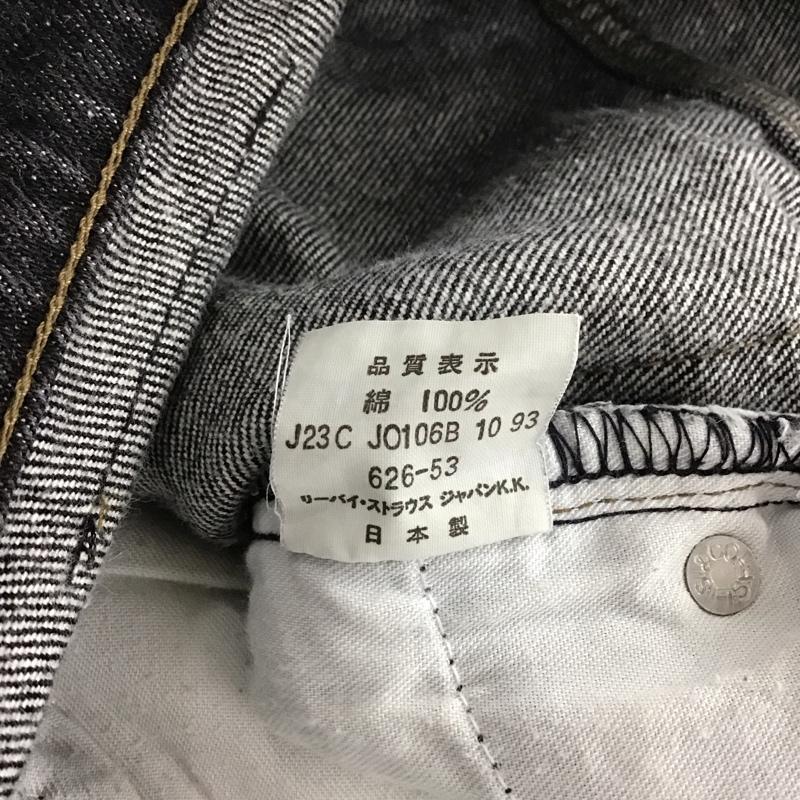 品質表示
綿 100%
J23C J0106B 10 93
626-53
リーバイ・ストラウス ジャパンK.K.
日本製